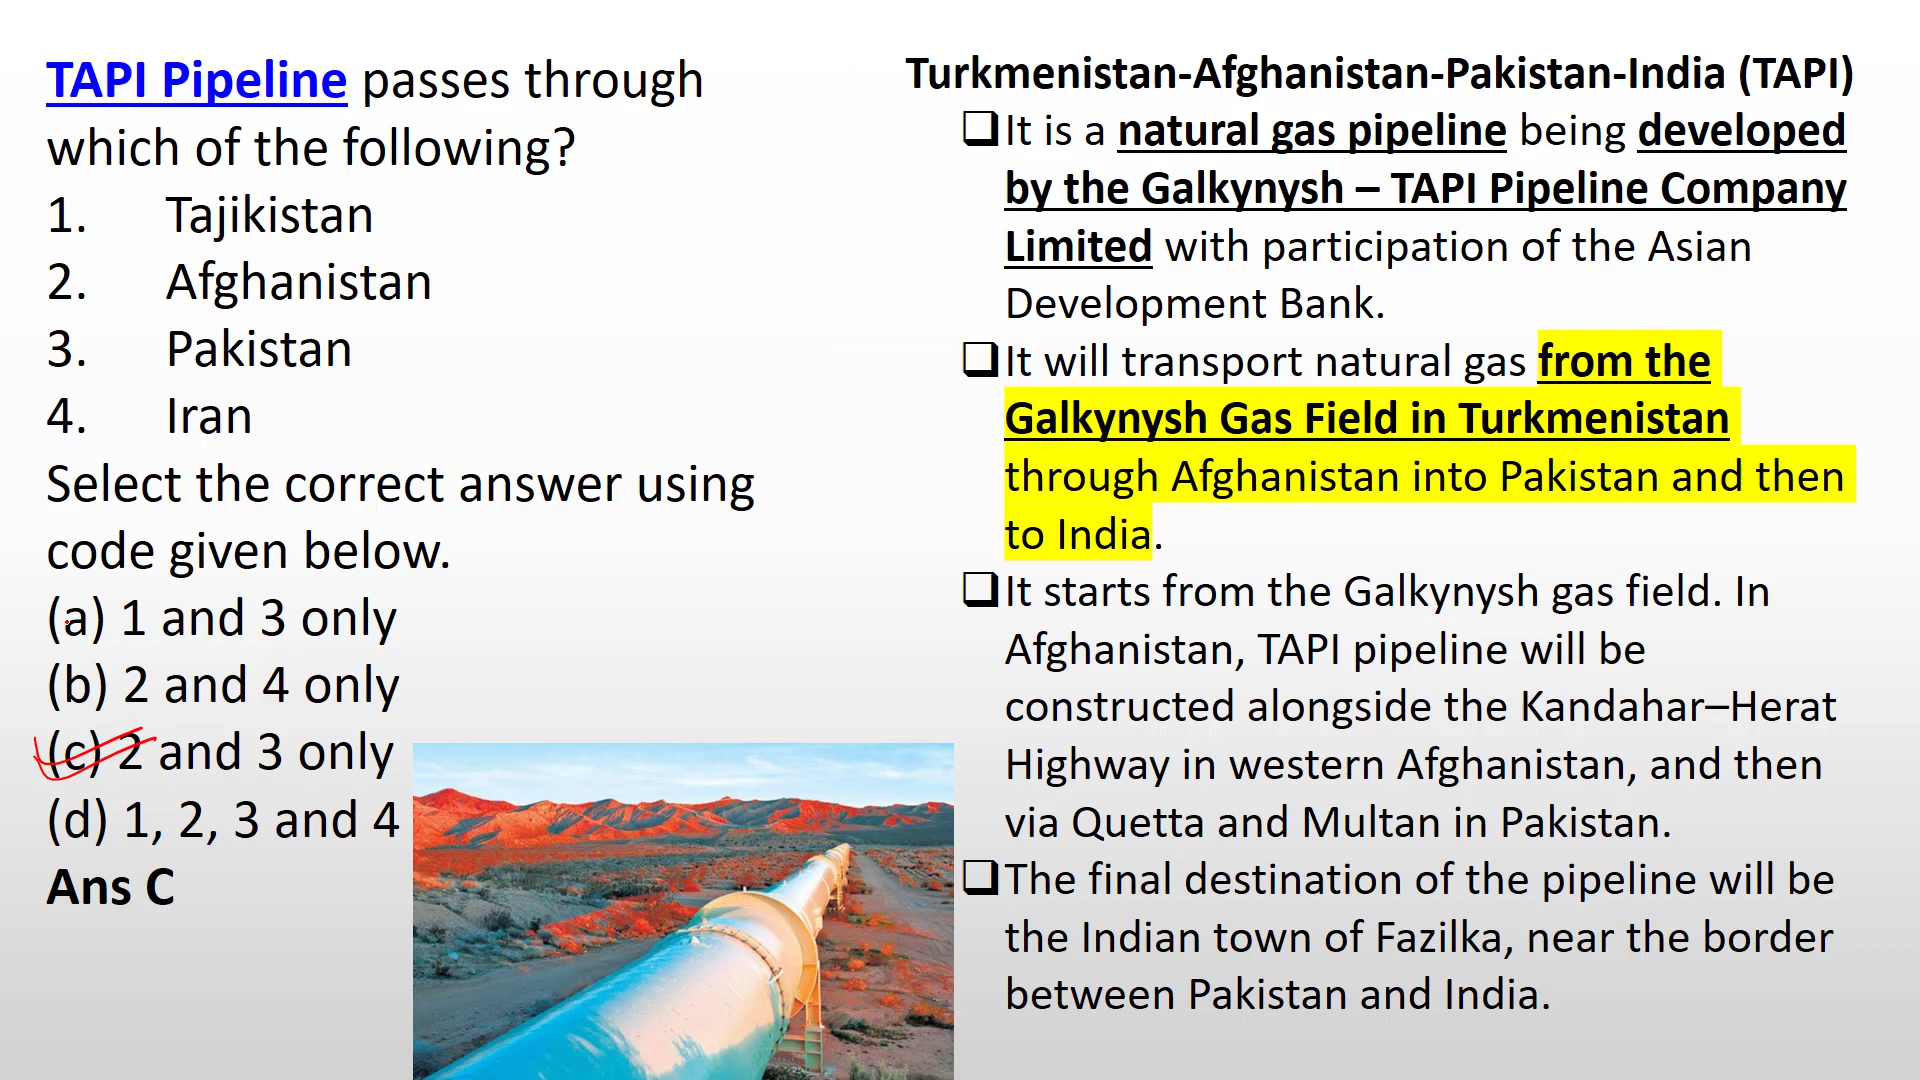 TAPI Pipeline passes through
which of the following?
1. Tajikistan
2. Afghanistan
3. Pakistan
4. Iran
Select the correct answer using
code given below.
(a) 1 and 3 only
(b) 2 and 4 only
(c) 2 and 3 only
(d) 1, 2, 3 and 4
Ans C
Turkmenistan-Afghanistan-Pakistan-India (TAPI)
❑It is a natural gas pipeline being developed
by the Galkynysh – TAPI Pipeline Company
Limited with participation of the Asian
Development Bank.
❑It will transport natural gas from the
Galkynysh Gas Field in Turkmenistan
through Afghanistan into Pakistan and then
to India.
❑It starts from the Galkynysh gas field. In
Afghanistan, TAPI pipeline will be
constructed alongside the Kandahar–Herat
Highway in western Afghanistan, and then
via Quetta and Multan in Pakistan.
❑The final destination of the pipeline will be
the Indian town of Fazilka, near the border
between Pakistan and India.